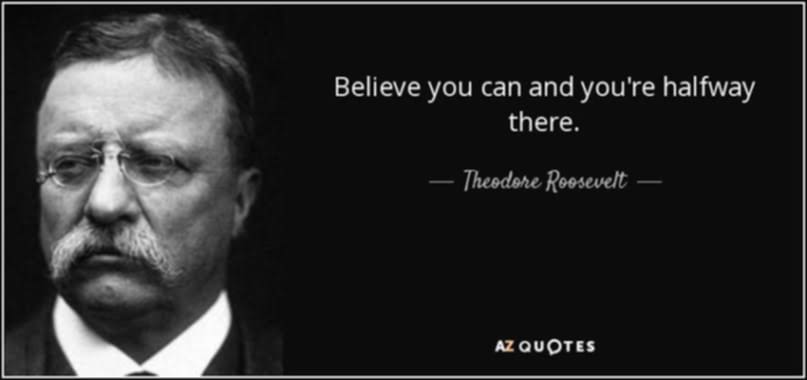 Believe you can and you're halfway
there.
— Theodore Roosevelt —
AZ QUOTES